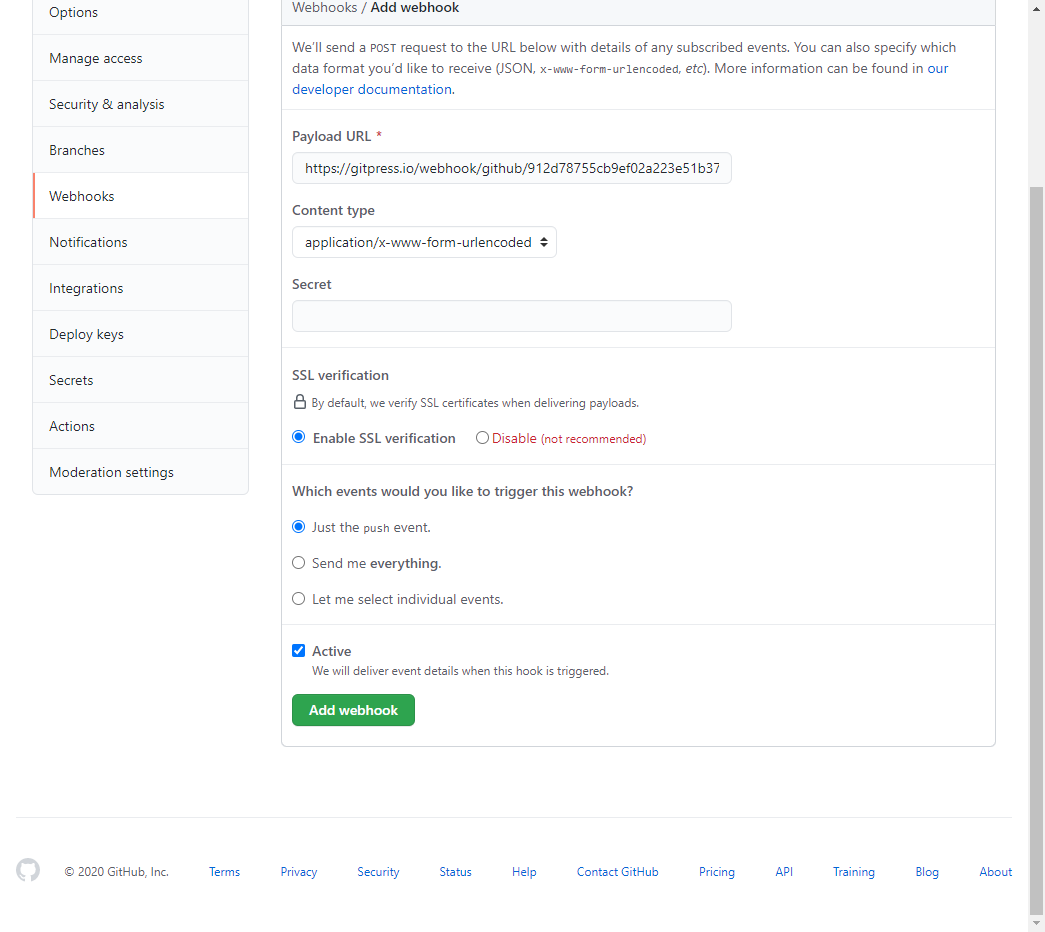 Options
Manage access
Security & analysis
Branches
Webhooks
Notifications
Integrations
Deploy keys
Secrets
Actions
Moderation settings
Webhooks / Add webhook
We’ll send a POST request to the URL below with details of any subscribed events. You can also specify which
data format you’d like to receive (JSON, x-www-form-urlencoded, etc). More information can be found in our
developer documentation.
Payload URL *
https://gitpress.io/webhook/github/912d78755cb9ef02a223e51b37
Content type
application/x-www-form-urlencoded
Secret
SSL verification
By default, we verify SSL certificates when delivering payloads.
Enable SSL verification Disable (not recommended)
Which events would you like to trigger this webhook?
Just the push event.
Send me everything.
Let me select individual events.
Active
We will deliver event details when this hook is triggered.
Add webhook
© 2020 GitHub, Inc. Terms Privacy Security Status Help Contact GitHub Pricing API Training Blog About